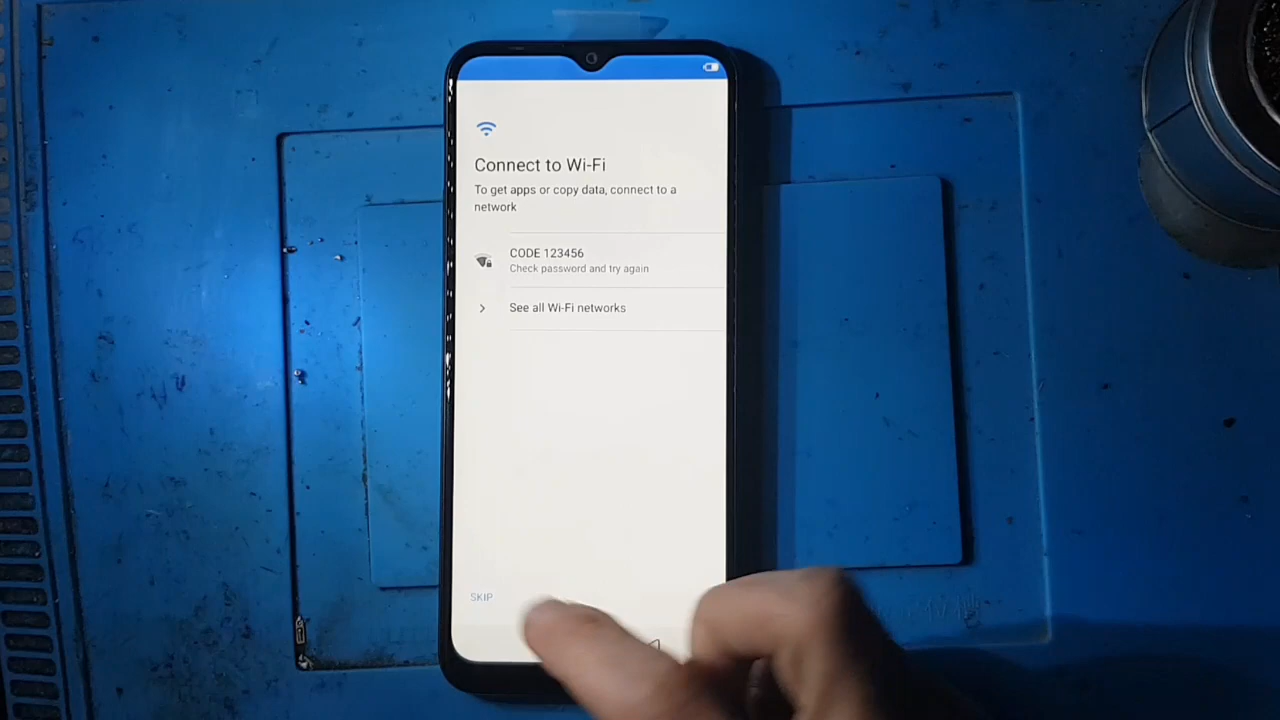 Connect to Wi-Fi
To get apps or copy data, connect to a
network
CODE 123456
Check password and try again
See all Wi-Fi networks
SKIP